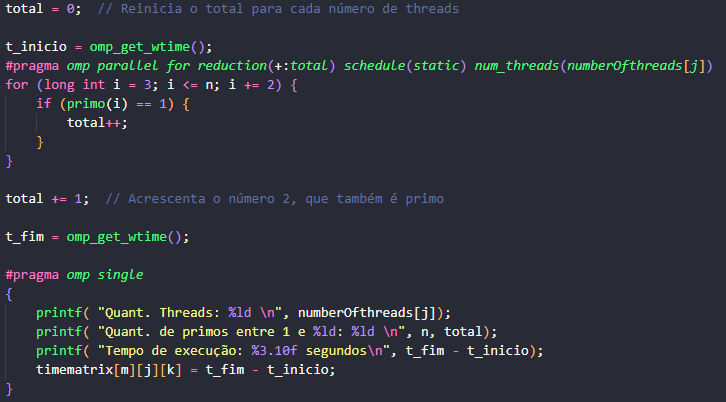 total = 0;  // Reinicia o total para cada número de threads
t_inicio = omp_get_wtime();
#pragma omp parallel for reduction(+:total) schedule(static) num_threads(numberOfthreads[j])
for (long int i = 3; i <= n; i += 2) {
    if (primo(i) == 1) {
        total++;
    }
}
total += 1;  // Acrescenta o número 2, que também é primo
t_fim = omp_get_wtime();
#pragma omp single
{
    printf( "Quant. Threads: %ld \n", numberOfthreads[j]);
    printf( "Quant. de primos entre 1 e %ld: %ld \n", n, total);
    printf( "Tempo de execução: %3.10f segundos\n", t_fim - t_inicio);
    timematrix[m][j][k] = t_fim - t_inicio;
}